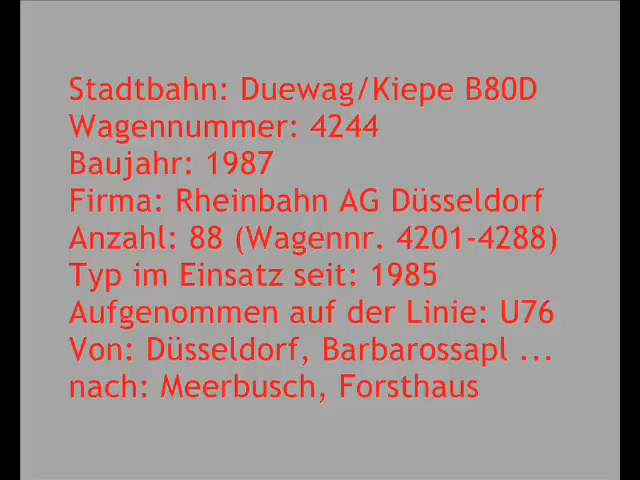 Stadtbahn: Duewag/Kiepe B80D
Wagennummer: 4244
Baujahr: 1987
Firma: Rheinbahn AG Düsseldorf
Anzahl: 88 (Wagennr. 4201-4288)
Typ im Einsatz seit: 1985
Aufgenommen auf der Linie: U76
Von: Düsseldorf, Barbarossapl ...
nach: Meerbusch, Forsthaus